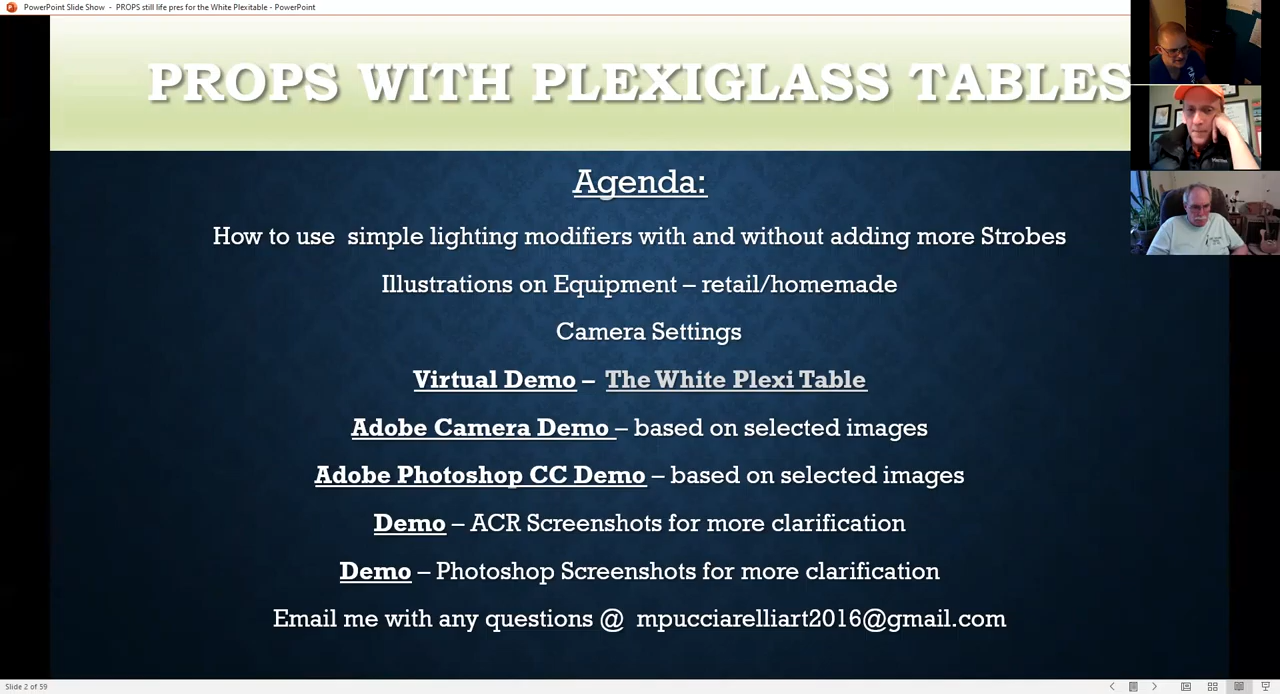 PowerPoint Slide Show - PROPS still life pres for the White Plexitable - PowerPoint
PROPS WITH PLEXIGLASS TABLES
Agenda:
How to use simple lighting modifiers with and without adding more Strobes
Illustrations on Equipment – retail/homemade
Camera Settings
Virtual Demo – The White Plexi Table
Adobe Camera Demo – based on selected images
Adobe Photoshop CC Demo – based on selected images
Demo – ACR Screenshots for more clarification
Demo – Photoshop Screenshots for more clarification
Email me with any questions @ mpucciarelliart2016@gmail.com
Slide 2 of 59